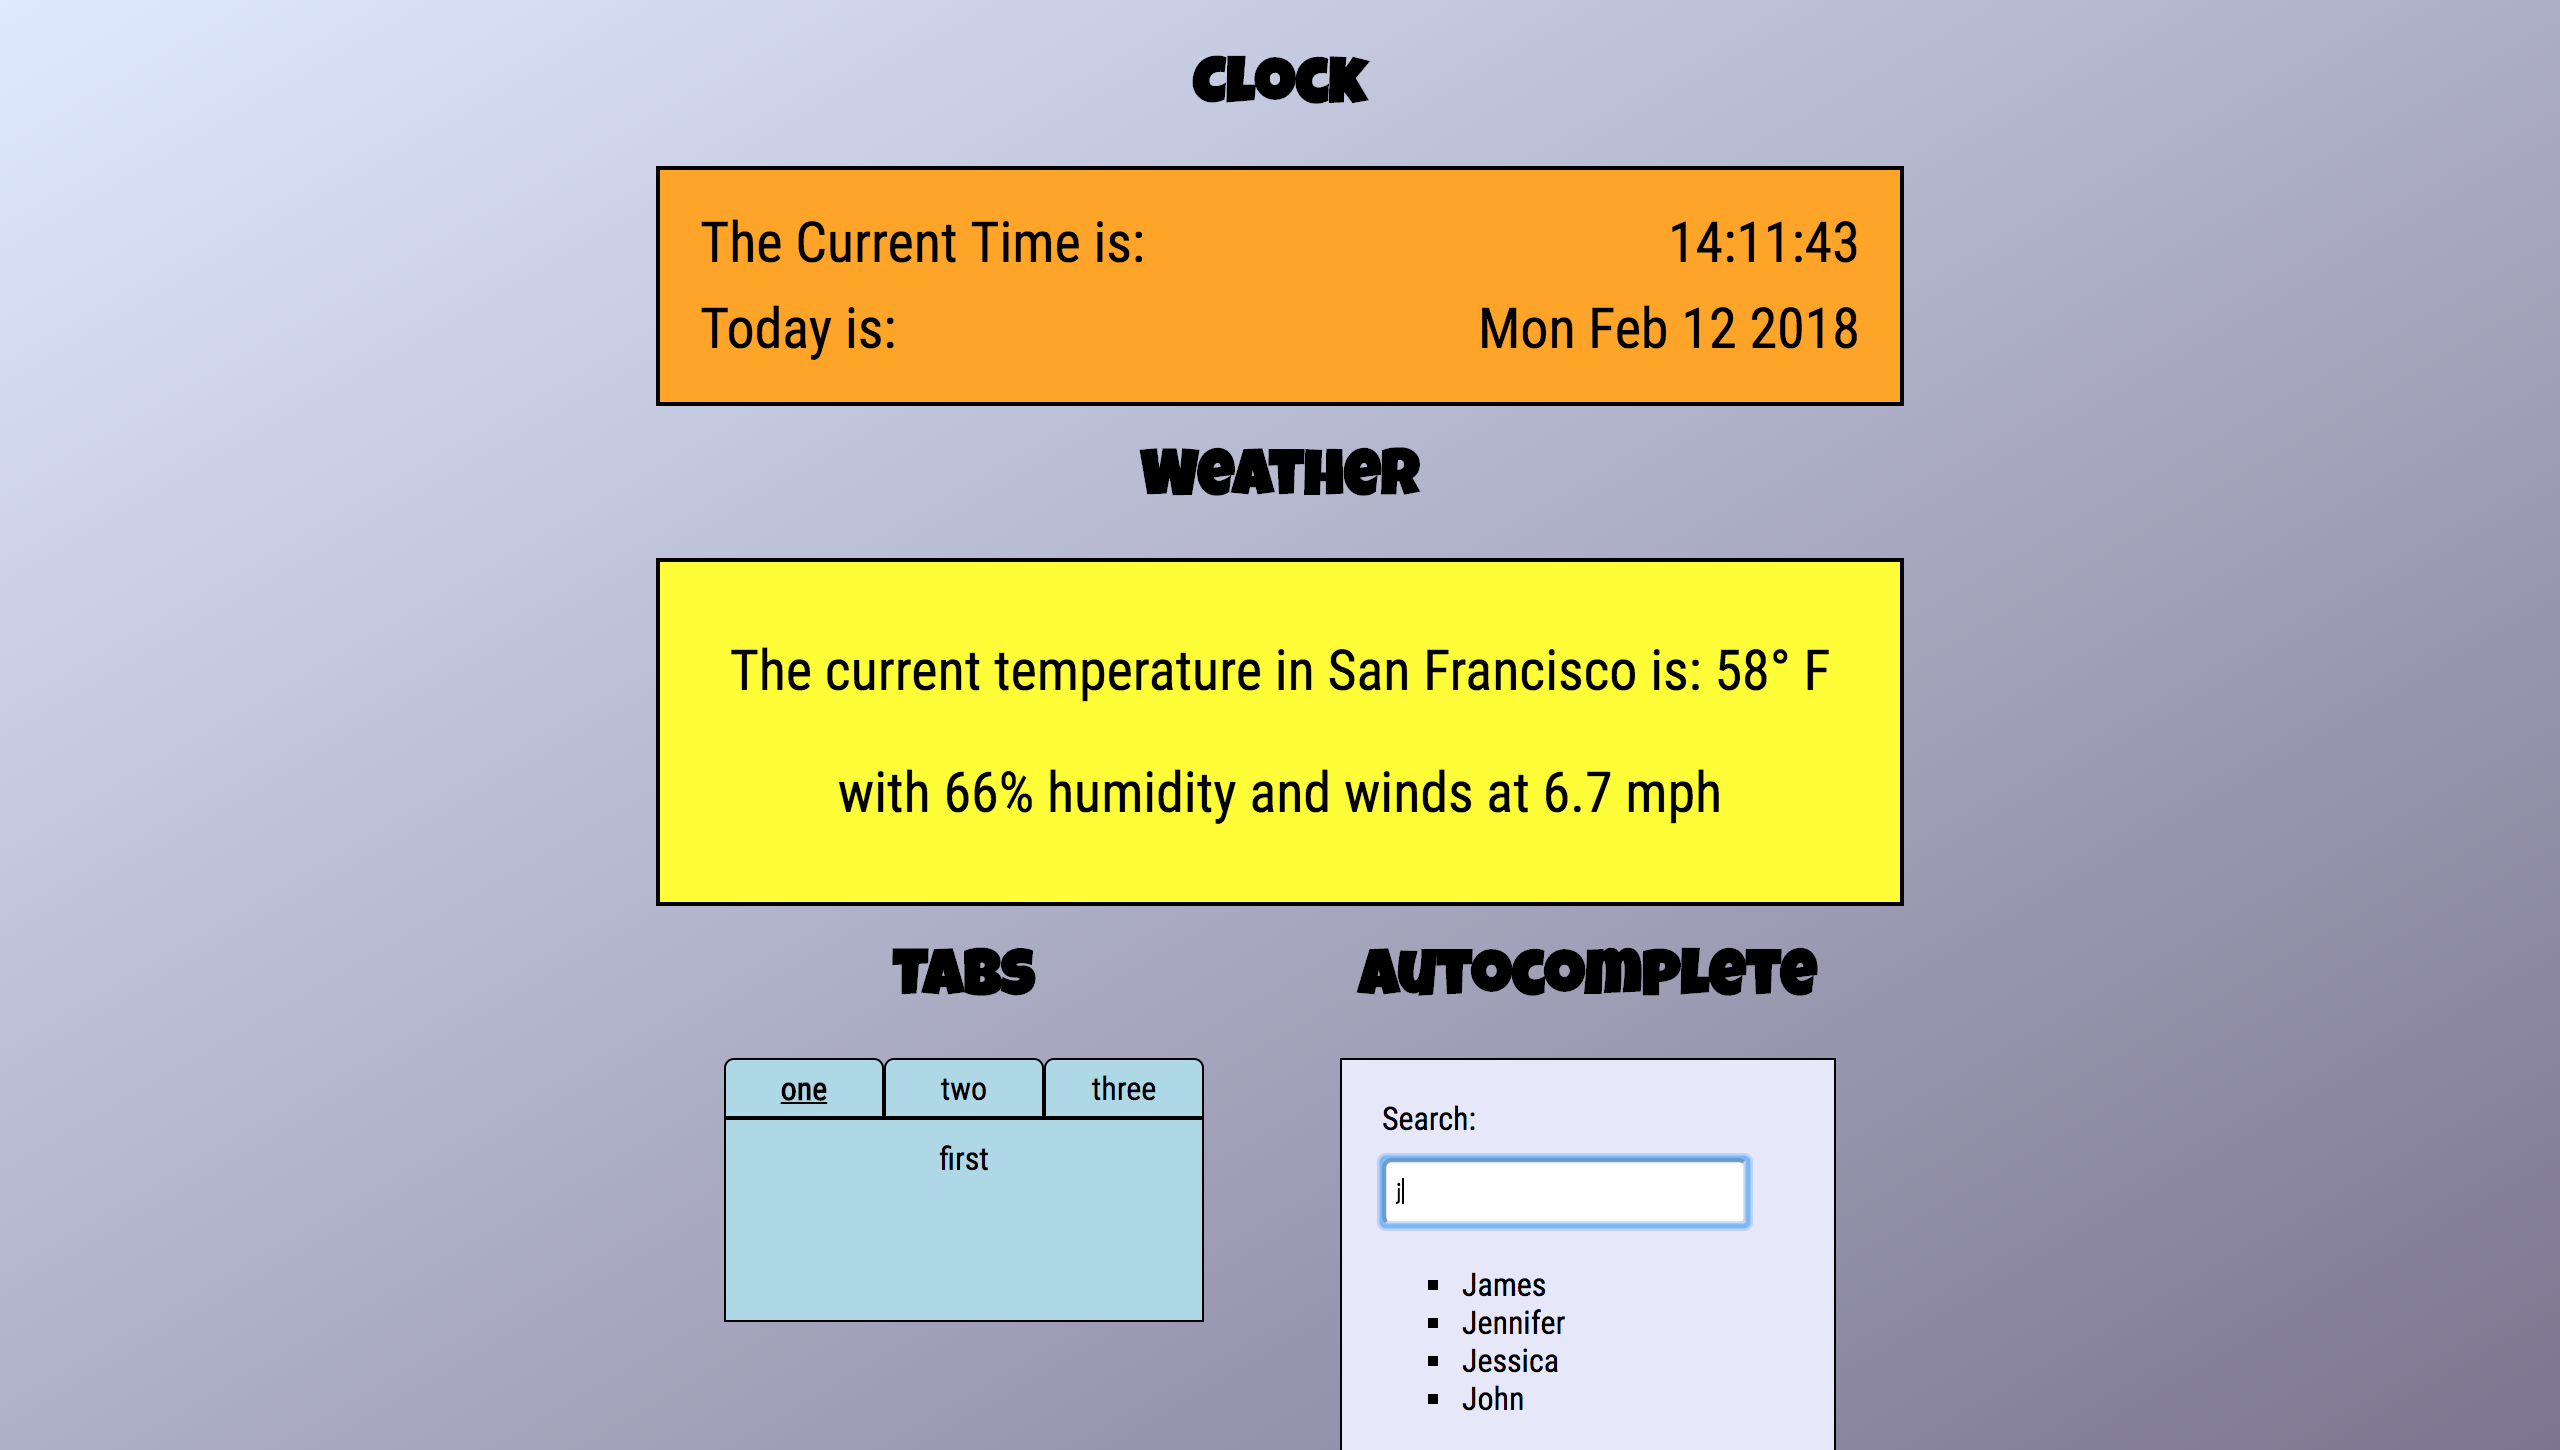 Clock
The Current Time is: 14:11:43
Today is: Mon Feb 12 2018
Weather
The current temperature in San Francisco is: 58° F
with 66% humidity and winds at 6.7 mph
Tabs
one two three
first
Autocomplete
Search:
j
James
Jennifer
Jessica
John